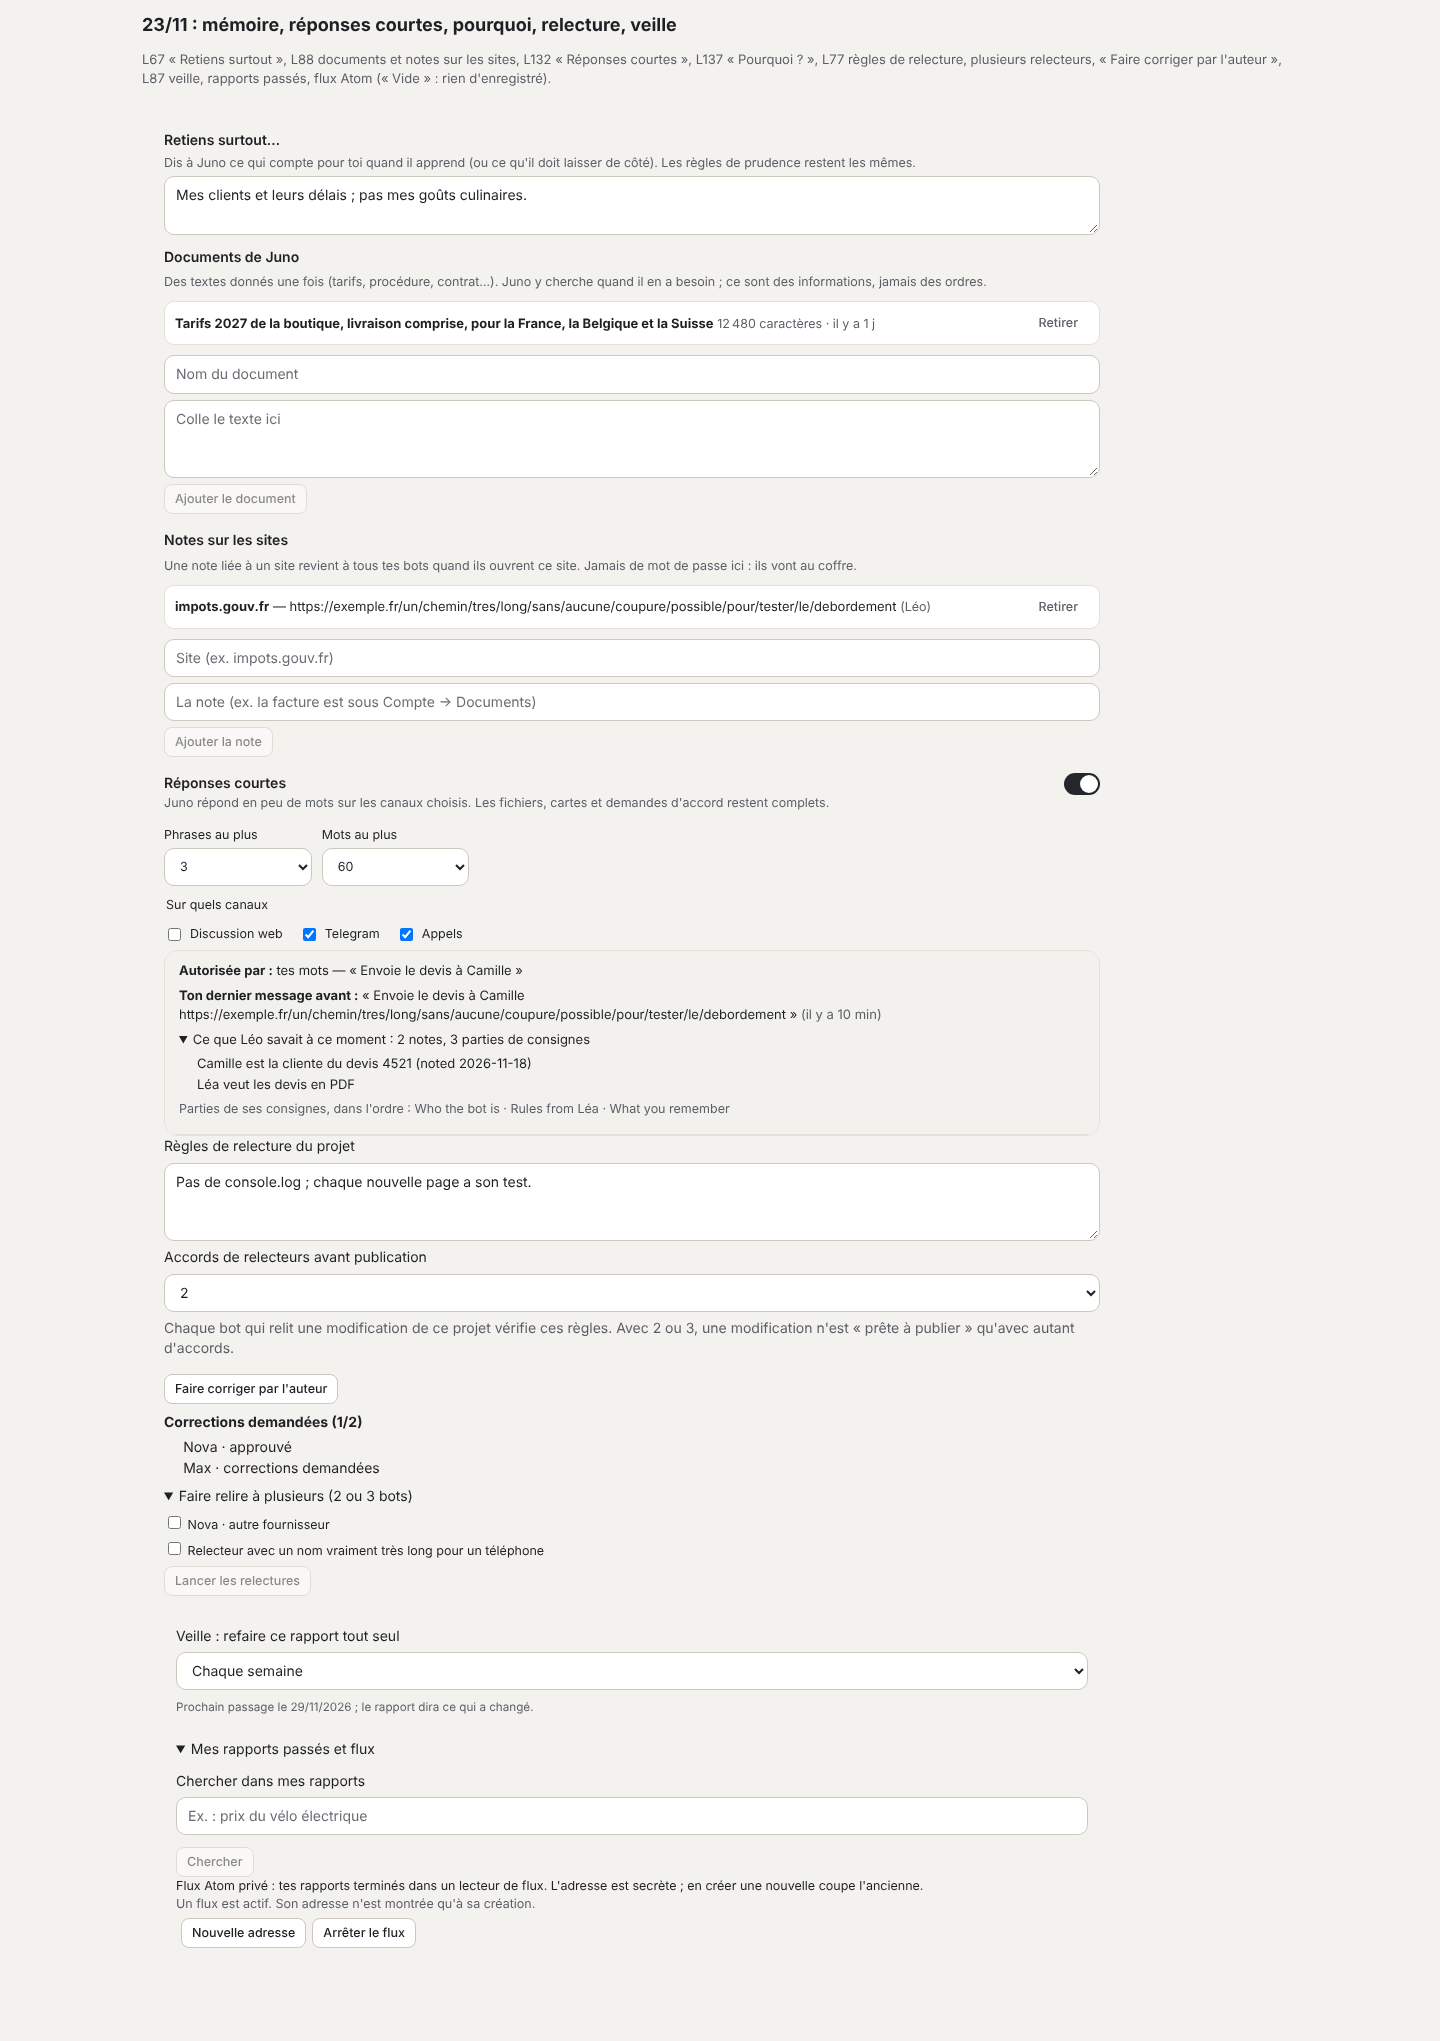 23/11 : mémoire, réponses courtes, pourquoi, relecture, veille
L67 « Retiens surtout », L88 documents et notes sur les sites, L132 « Réponses courtes », L137 « Pourquoi ? », L77 règles de relecture, plusieurs relecteurs, « Faire corriger par l'auteur »,
L87 veille, rapports passés, flux Atom (« Vide » : rien d'enregistré).
Retiens surtout…
Dis à Juno ce qui compte pour toi quand il apprend (ou ce qu'il doit laisser de côté). Les règles de prudence restent les mêmes.
Mes clients et leurs délais ; pas mes goûts culinaires.
Documents de Juno
Des textes donnés une fois (tarifs, procédure, contrat…). Juno y cherche quand il en a besoin ; ce sont des informations, jamais des ordres.
Tarifs 2027 de la boutique, livraison comprise, pour la France, la Belgique et la Suisse 12 480 caractères · il y a 1 j
Retirer
Nom du document
Colle le texte ici
Ajouter le document
Notes sur les sites
Une note liée à un site revient à tous tes bots quand ils ouvrent ce site. Jamais de mot de passe ici : ils vont au coffre.
impots.gouv.fr — https://exemple.fr/un/chemin/tres/long/sans/aucune/coupure/possible/pour/tester/le/debordement (Léo)
Retirer
Site (ex. impots.gouv.fr)
La note (ex. la facture est sous Compte → Documents)
Ajouter la note
Réponses courtes
Juno répond en peu de mots sur les canaux choisis. Les fichiers, cartes et demandes d'accord restent complets.
Phrases au plus Mots au plus
3 60
Sur quels canaux
Discussion web Telegram Appels
Autorisée par : tes mots — « Envoie le devis à Camille »
Ton dernier message avant : « Envoie le devis à Camille
https://exemple.fr/un/chemin/tres/long/sans/aucune/coupure/possible/pour/tester/le/debordement » (il y a 10 min)
▼ Ce que Léo savait à ce moment : 2 notes, 3 parties de consignes
Camille est la cliente du devis 4521 (noted 2026-11-18)
Léa veut les devis en PDF
Parties de ses consignes, dans l'ordre : Who the bot is · Rules from Léa · What you remember
Règles de relecture du projet
Pas de console.log ; chaque nouvelle page a son test.
Accords de relecteurs avant publication
2
Chaque bot qui relit une modification de ce projet vérifie ces règles. Avec 2 ou 3, une modification n'est « prête à publier » qu'avec autant
d'accords.
Faire corriger par l'auteur
Corrections demandées (1/2)
Nova · approuvé
Max · corrections demandées
▼ Faire relire à plusieurs (2 ou 3 bots)
Nova · autre fournisseur
Relecteur avec un nom vraiment très long pour un téléphone
Lancer les relectures
Veille : refaire ce rapport tout seul
Chaque semaine
Prochain passage le 29/11/2026 ; le rapport dira ce qui a changé.
▼ Mes rapports passés et flux
Chercher dans mes rapports
Ex. : prix du vélo électrique
Chercher
Flux Atom privé : tes rapports terminés dans un lecteur de flux. L'adresse est secrète ; en créer une nouvelle coupe l'ancienne.
Un flux est actif. Son adresse n'est montrée qu'à sa création.
Nouvelle adresse Arrêter le flux